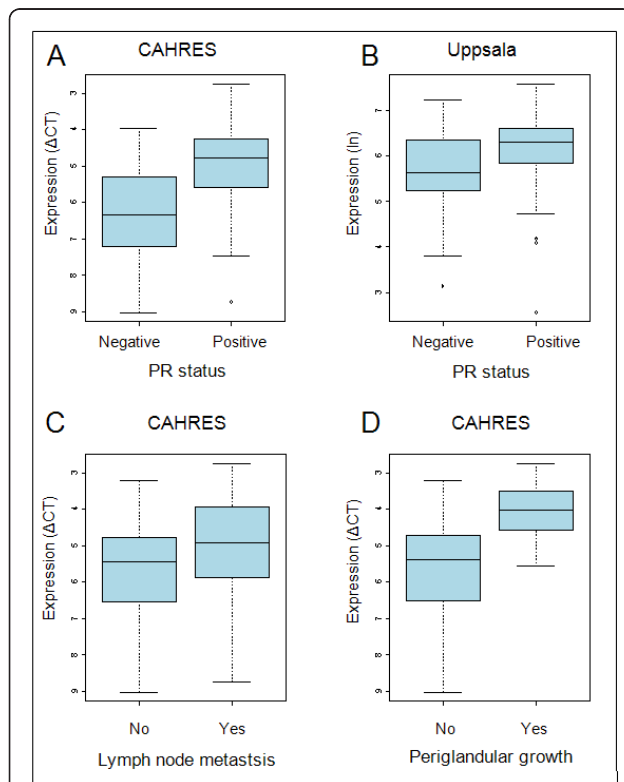 A
CAHRES
Expression (ΔCT)
3
4
5
6
7
8
9
Negative
Positive
PR status
B
Uppsala
Expression (ln)
7
6
5
4
3
Negative
Positive
PR status
C
CAHRES
Expression (ΔCT)
3
4
5
6
7
8
9
No
Yes
Lymph node metastsis
D
CAHRES
Expression (ΔCT)
3
4
5
6
7
8
9
No
Yes
Periglandular growth